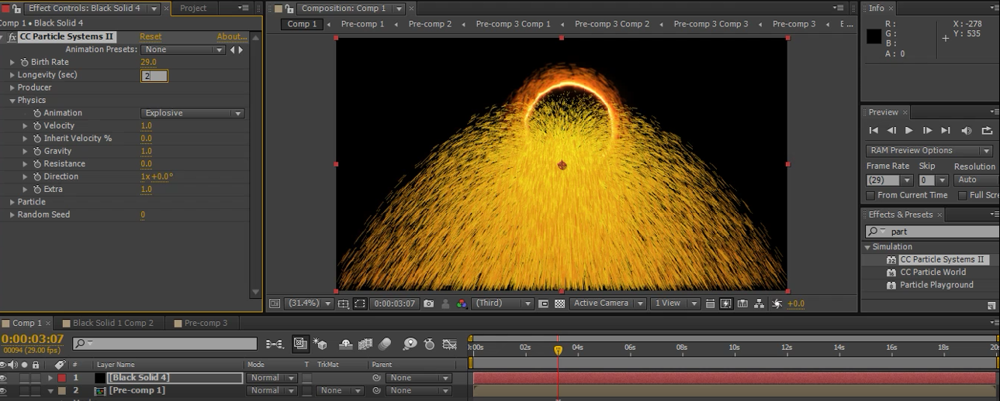 Effect Controls: Black Solid 4
Project
Comp 1 • Black Solid 4
fx CC Particle Systems II Reset About...
Animation Presets: None
Birth Rate 29.0
Longevity (sec) 2
Producer
Physics
Animation Explosive
Velocity 1.0
Inherit Velocity % 0.0
Gravity 1.0
Resistance 0.0
Direction 1x+0.0°
Extra 1.0
Particle
Random Seed 0
Composition: Comp 1
Comp 1 Pre-comp 1 Pre-comp 2 Pre-comp 3 Comp 1 Pre-comp 3 Comp 2 Pre-comp 3 Comp 3 Pre-comp 3 E ...
(31.4%) 0:00:03:07 (Third) Active Camera 1 View +0.0
Info
R : X : -278
G : Y : 535
B :
A : 0
Preview
RAM Preview Options
Frame Rate Skip Resolution
(29) 0 Auto
From Current Time Full Scre
Effects & Presets
part
Simulation
32 CC Particle Systems II
16 CC Particle World
8 Particle Playground
Comp 1 Black Solid 1 Comp 2 Pre-comp 3
0:00:03:07
00094 (29.00 fps)
):00s 02s 04s 06s 08s 10s 12s 14s 16s 18s 20s
# Layer Name Mode T TrkMat Parent
1 [Black Solid 4] Normal None
2 [Pre-comp 1] Normal None None